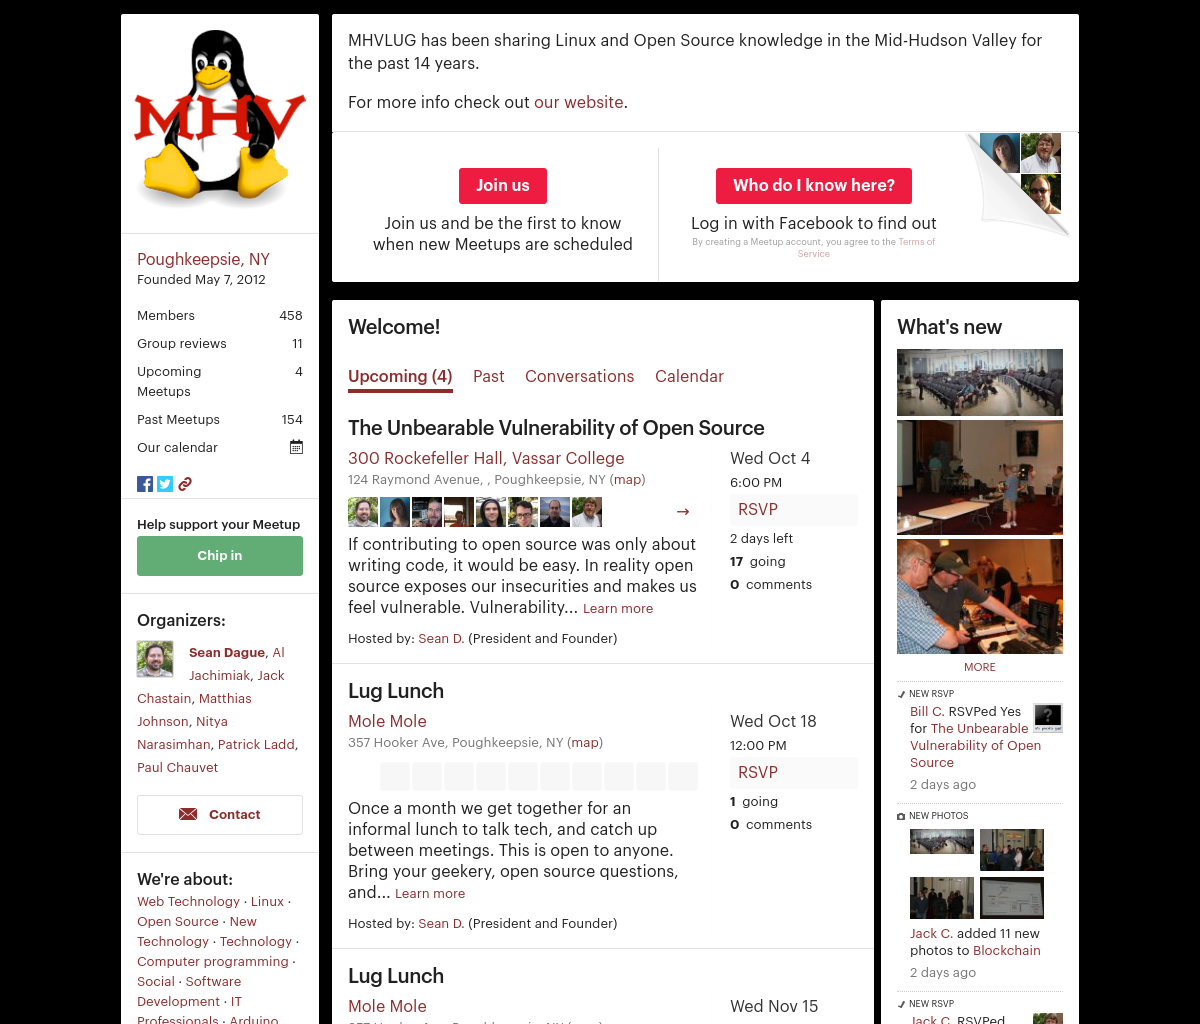 MHV
Poughkeepsie, NY
Founded May 7, 2012
Members 458
Group reviews 11
Upcoming 4
Meetups
Past Meetups 154
Our calendar
Help support your Meetup
Chip in
Organizers:
Sean Dague, Al
Jachimiak, Jack
Chastain, Matthias
Johnson, Nitya
Narasimhan, Patrick Ladd,
Paul Chauvet
Contact
We're about:
Web Technology · Linux ·
Open Source · New
Technology · Technology ·
Computer programming ·
Social · Software
Development · IT
Professionals · Arduino
MHVLUG has been sharing Linux and Open Source knowledge in the Mid-Hudson Valley for
the past 14 years.
For more info check out our website.
Join us
Join us and be the first to know
when new Meetups are scheduled
Who do I know here?
Log in with Facebook to find out
By creating a Meetup account, you agree to the Terms of
Service
Welcome!
Upcoming (4) Past Conversations Calendar
The Unbearable Vulnerability of Open Source
300 Rockefeller Hall, Vassar College
124 Raymond Avenue, , Poughkeepsie, NY (map)
→
If contributing to open source was only about
writing code, it would be easy. In reality open
source exposes our insecurities and makes us
feel vulnerable. Vulnerability... Learn more
Hosted by: Sean D. (President and Founder)
Wed Oct 4
6:00 PM
RSVP
2 days left
17 going
0 comments
Lug Lunch
Mole Mole
357 Hooker Ave, Poughkeepsie, NY (map)
Once a month we get together for an
informal lunch to talk tech, and catch up
between meetings. This is open to anyone.
Bring your geekery, open source questions,
and... Learn more
Hosted by: Sean D. (President and Founder)
Wed Oct 18
12:00 PM
RSVP
1 going
0 comments
Lug Lunch
Mole Mole
Wed Nov 15
What's new
MORE
NEW RSVP
Bill C. RSVPed Yes
for The Unbearable
Vulnerability of Open
Source
2 days ago
NEW PHOTOS
Jack C. added 11 new
photos to Blockchain
2 days ago
NEW RSVP
Jack C. RSVPed